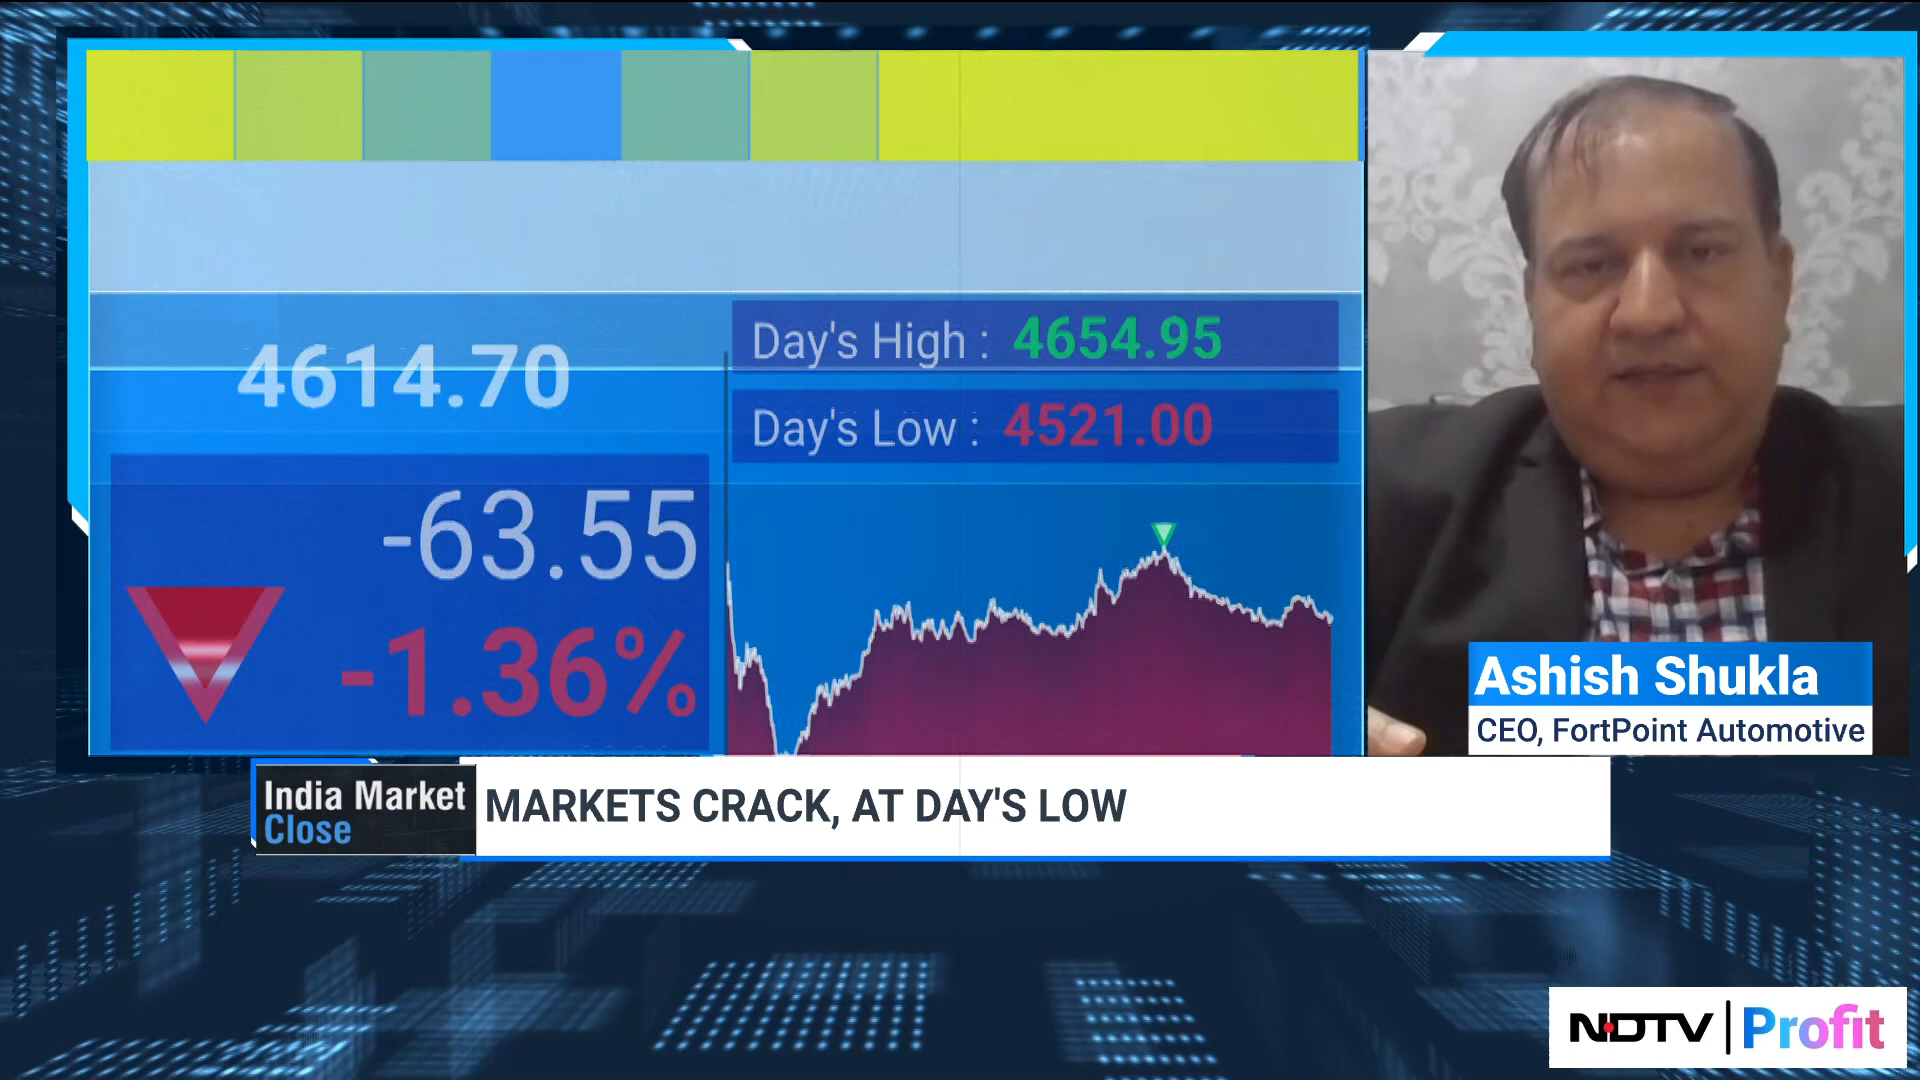 4614.70
-63.55
-1.36%
Day's High : 4654.95
Day's Low : 4521.00
Ashish Shukla
CEO, FortPoint Automotive
India Market
Close
MARKETS CRACK, AT DAY'S LOW
NDTV Profit